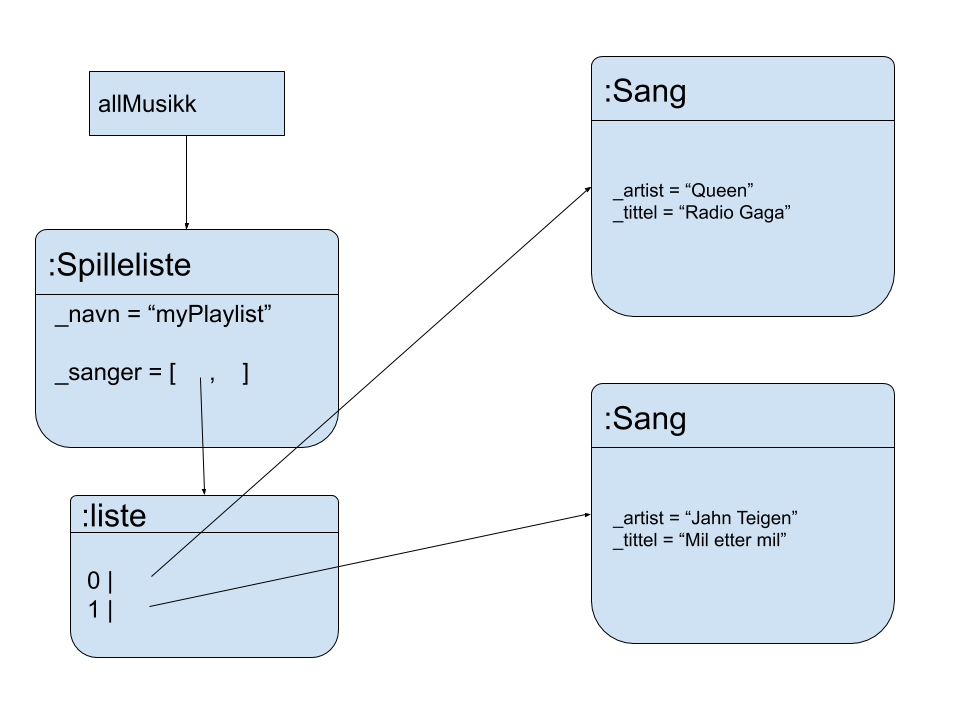 allMusikk
:Spilleliste
_navn = “myPlaylist”
_sanger = [ , ]
:liste
0 |
1 |
:Sang
_artist = “Queen”
_tittel = “Radio Gaga”
:Sang
_artist = “Jahn Teigen”
_tittel = “Mil etter mil”